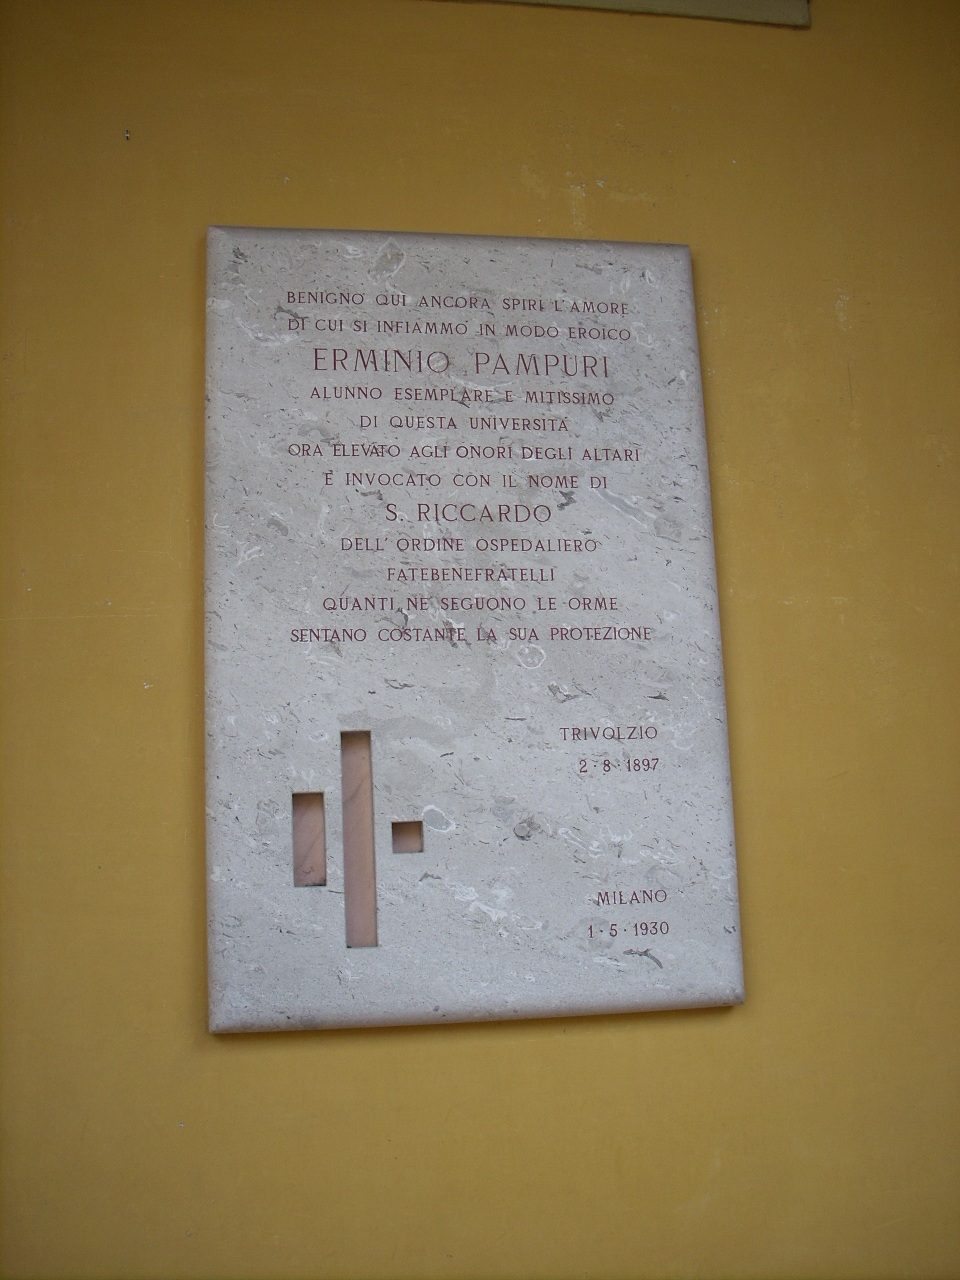 BENIGNO QUI ANCORA SPIRI L'AMORE
DI CUI SI INFIAMMO IN MODO EROICO
ERMINIO PAMPURI
ALUNNO ESEMPLARE E MITISSIMO
DI QUESTA UNIVERSITA
ORA ELEVATO AGLI ONORI DEGLI ALTARI
E INVOCATO CON IL NOME DI
S. RICCARDO
DELL'ORDINE OSPEDALIERO
FATEBENEFRATELLI
QUANTI NE SEGUONO LE ORME
SENTANO COSTANTE LA SUA PROTEZIONE
TRIVOLZIO
2·8·1897
MILANO
1·5·1930